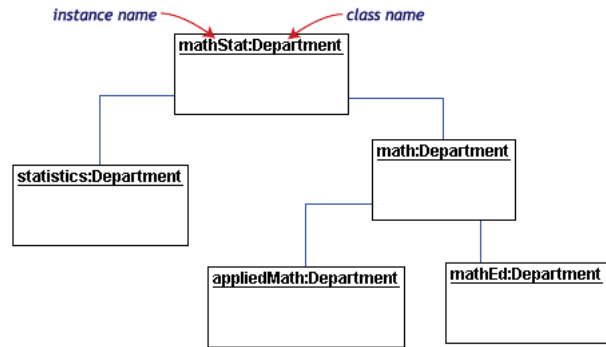 instance name
class name
mathStat:Department
math:Department
statistics:Department
appliedMath:Department
mathEd:Department